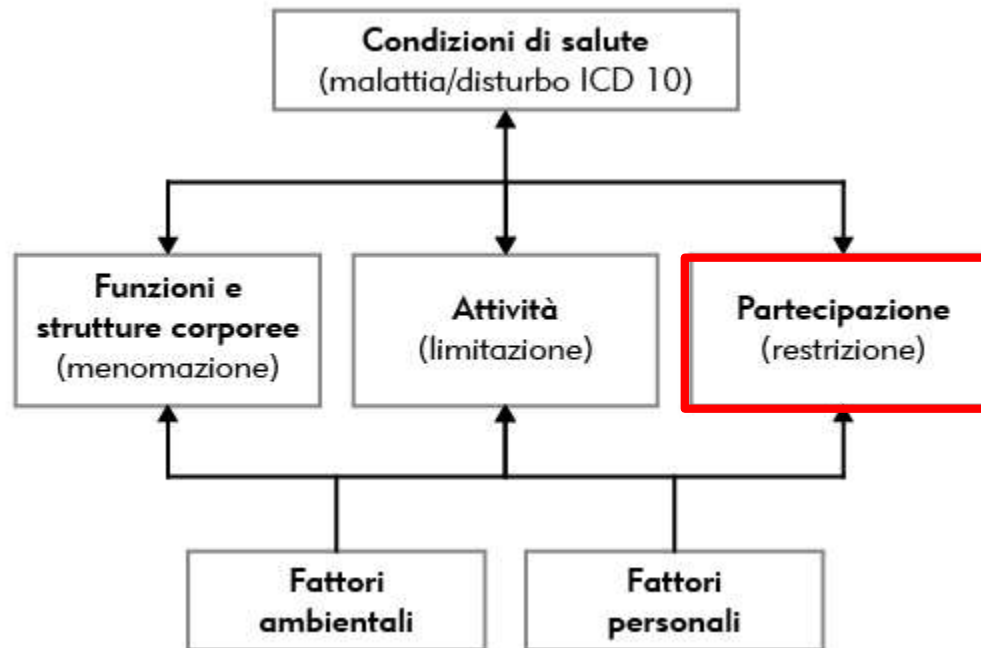 Condizioni di salute
(malattia/disturbo ICD 10)
Funzioni e
strutture corporee
(menomazione)
Attività
(limitazione)
Partecipazione
(restrizione)
Fattori
ambientali
Fattori
personali